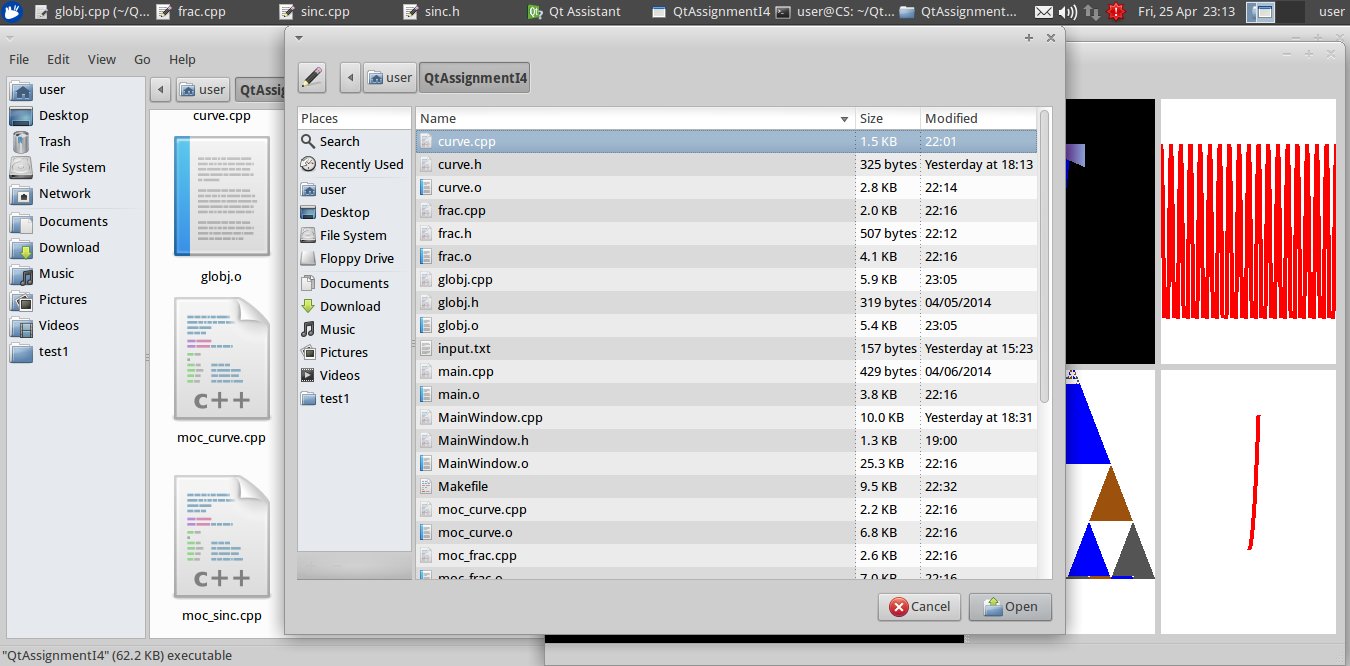 globj.cpp (~/Q... frac.cpp sinc.cpp sinc.h Qt Assistant QtAssignmentI4 user@CS: ~/Qt... QtAssignment... Fri, 25 Apr 23:13 user
File Edit View Go Help
user
Desktop
Trash
File System
Network
Documents
Download
Music
Pictures
Videos
test1
user QtAssig
curve.cpp
globj.o
C++
moc_curve.cpp
C++
moc_sinc.cpp
"QtAssignmentI4" (62.2 KB) executable
user QtAssignmentI4
Places
Search
Recently Used
user
Desktop
File System
Floppy Drive
Documents
Download
Music
Pictures
Videos
test1
Name Size Modified
curve.cpp 1.5 KB 22:01
curve.h 325 bytes Yesterday at 18:13
curve.o 2.8 KB 22:14
frac.cpp 2.0 KB 22:16
frac.h 507 bytes 22:12
frac.o 4.1 KB 22:16
globj.cpp 5.9 KB 23:05
globj.h 319 bytes 04/05/2014
globj.o 5.4 KB 23:05
input.txt 157 bytes Yesterday at 15:23
main.cpp 429 bytes 04/06/2014
main.o 3.8 KB 22:16
MainWindow.cpp 10.0 KB Yesterday at 18:31
MainWindow.h 1.3 KB 19:00
MainWindow.o 25.3 KB 22:16
Makefile 9.5 KB 22:32
moc_curve.cpp 2.2 KB 22:16
moc_curve.o 6.8 KB 22:16
moc_frac.cpp 2.6 KB 22:16
moc_frac.o 7.0 KB 22:16
Cancel Open